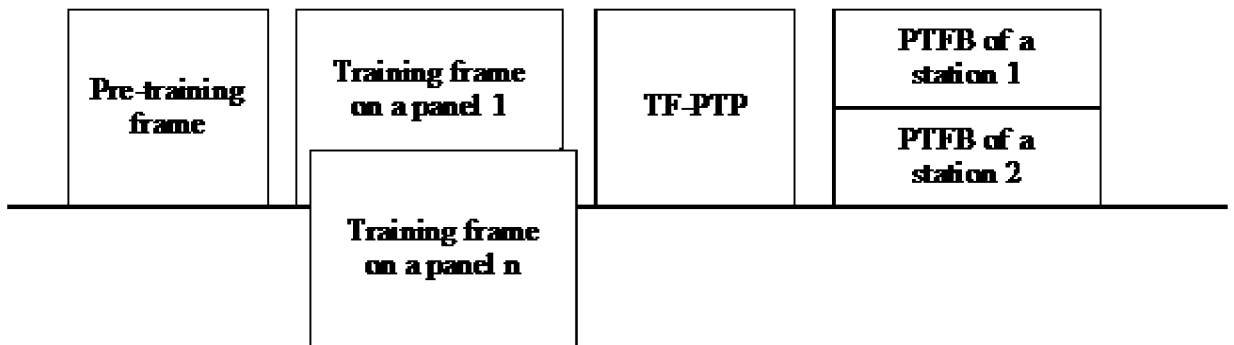 Pre-training
frame
Training frame
on a panel 1
Training frame
on a panel n
TF-PTP
PTFB of a
station 1
PTFB of a
station 2